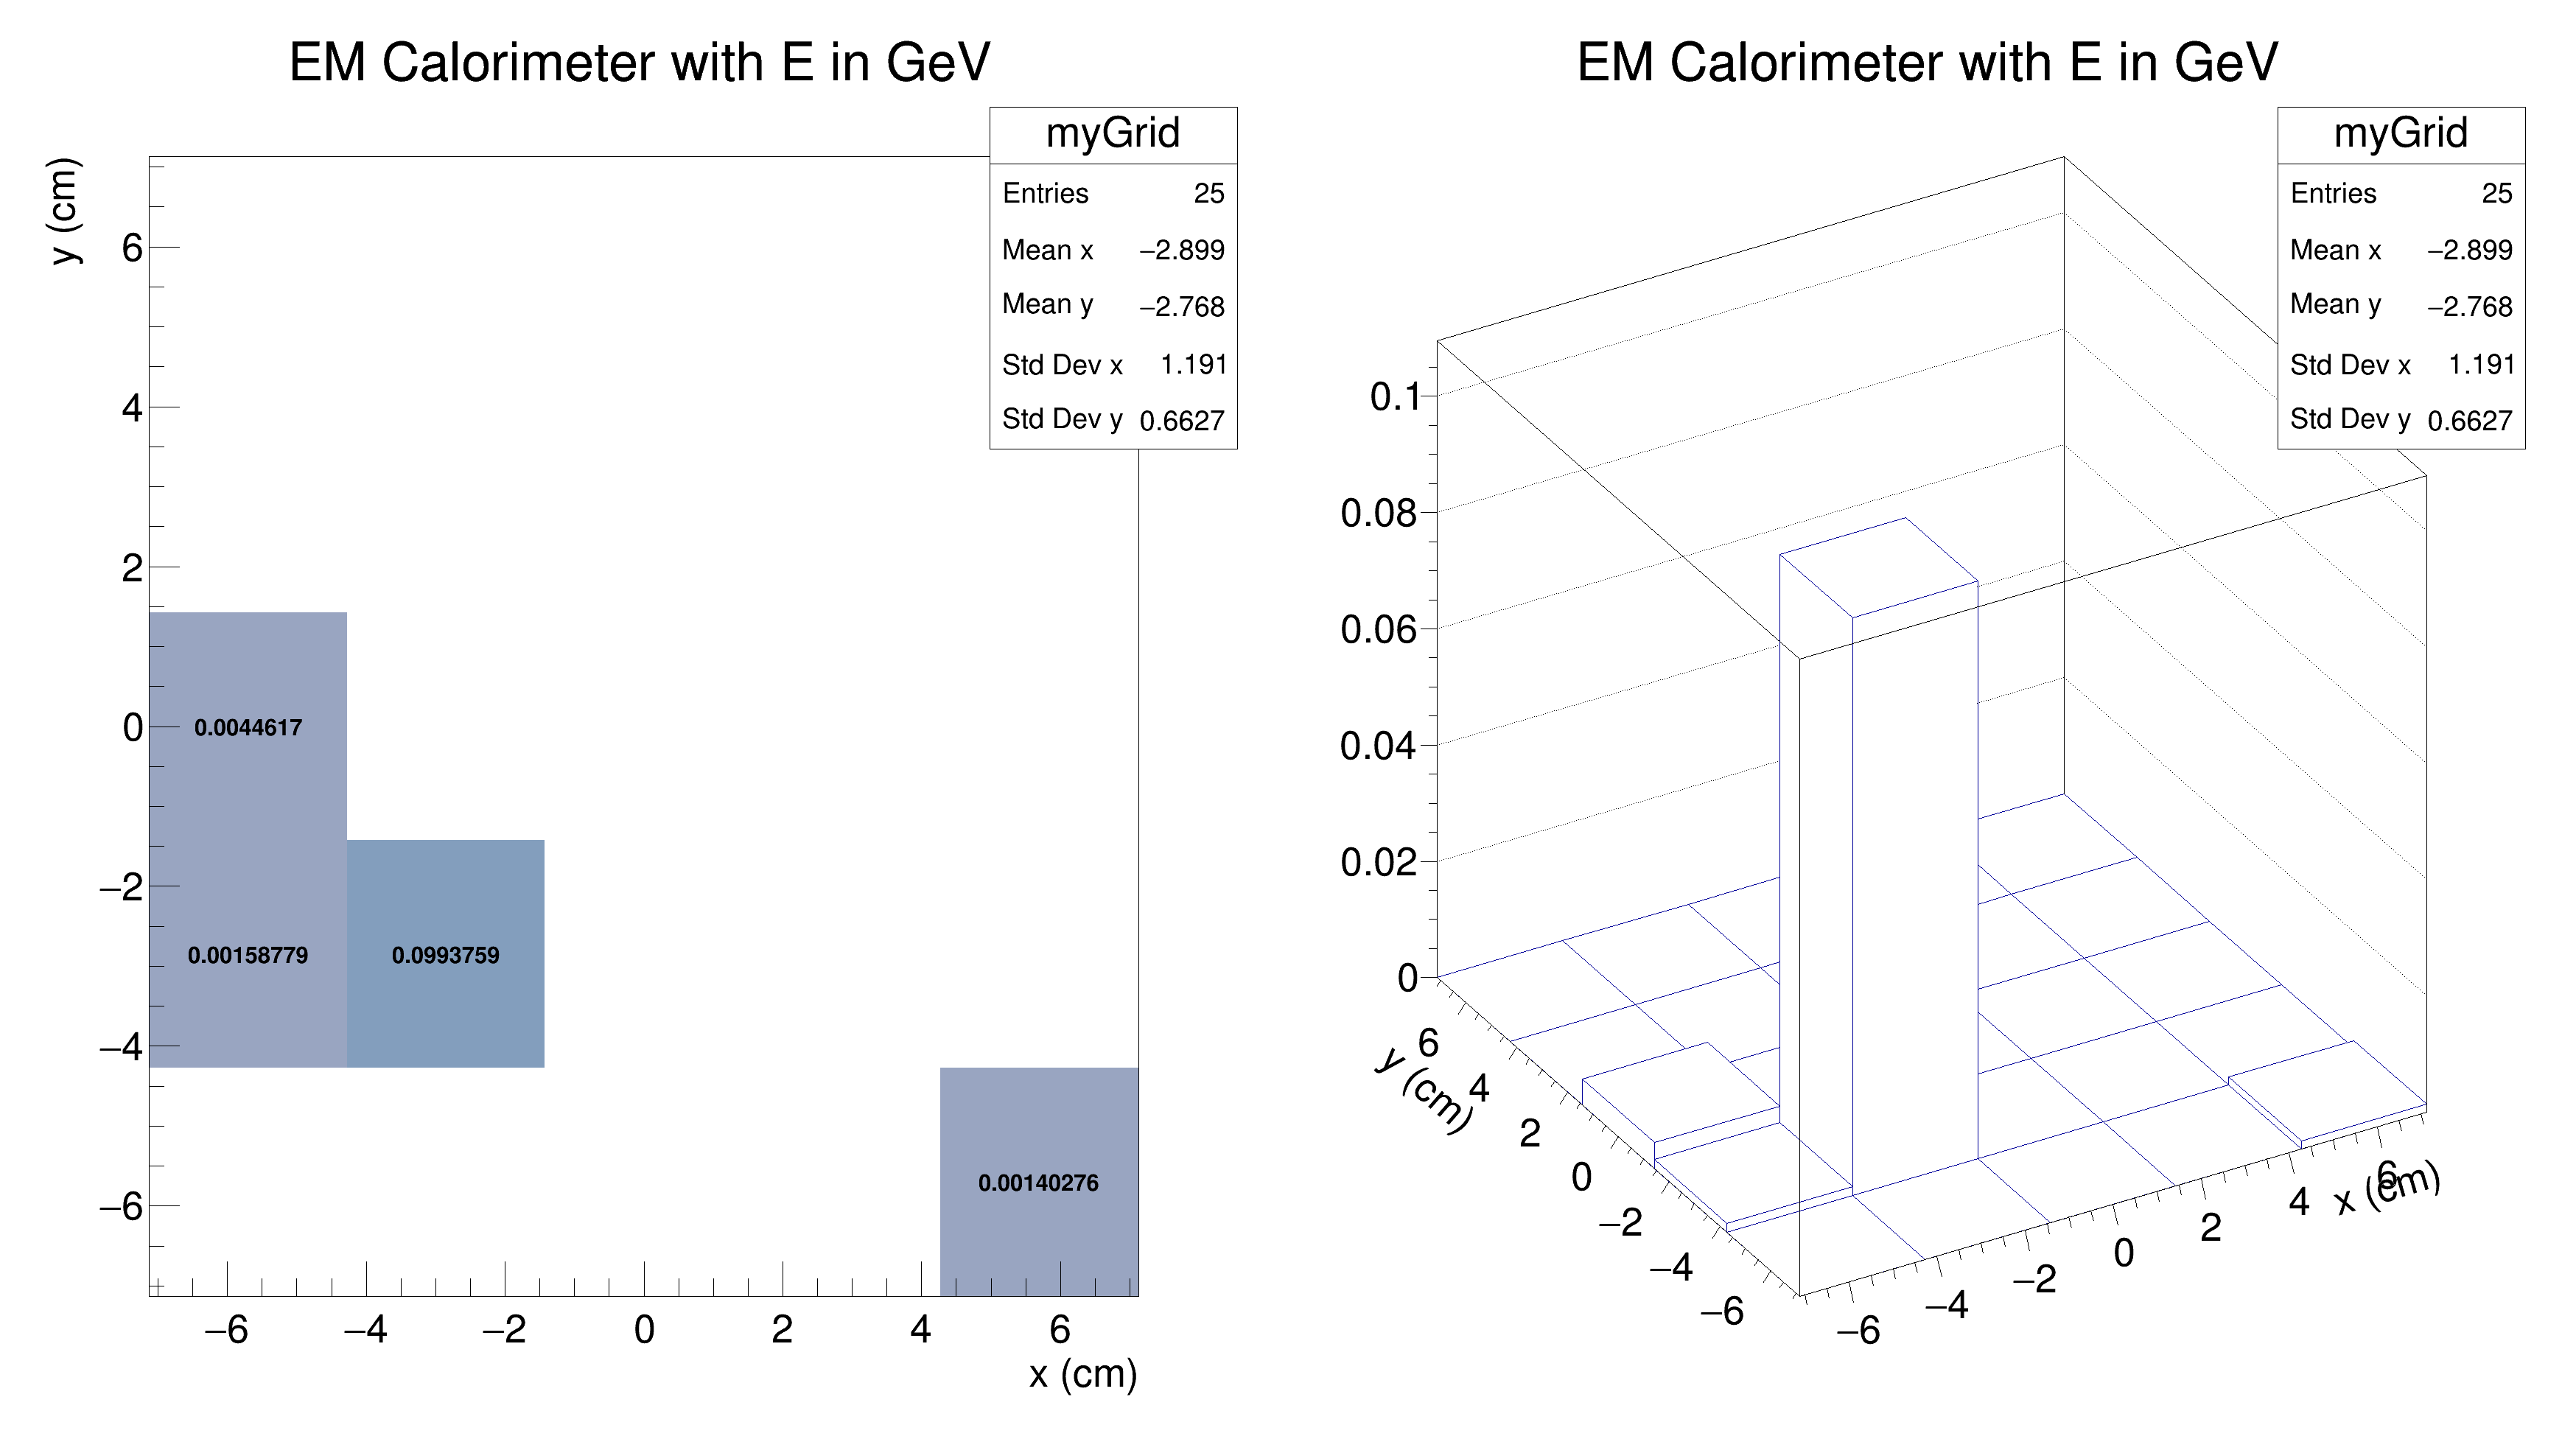 EM Calorimeter with E in GeV
myGrid
Entries 25
Mean x −2.899
Mean y −2.768
Std Dev x 1.191
Std Dev y 0.6627
y (cm)
6
4
2
0
−2
−4
−6
0.0044617
0.00158779 0.0993759
0.00140276
−6 −4 −2 0 2 4 6
x (cm)
EM Calorimeter with E in GeV
myGrid
Entries 25
Mean x −2.899
Mean y −2.768
Std Dev x 1.191
Std Dev y 0.6627
0.1
0.08
0.06
0.04
0.02
0
6
4
2
0
−2
−4
−6
y (cm)
−6
−4
−2
0
2
4
6
x (cm)